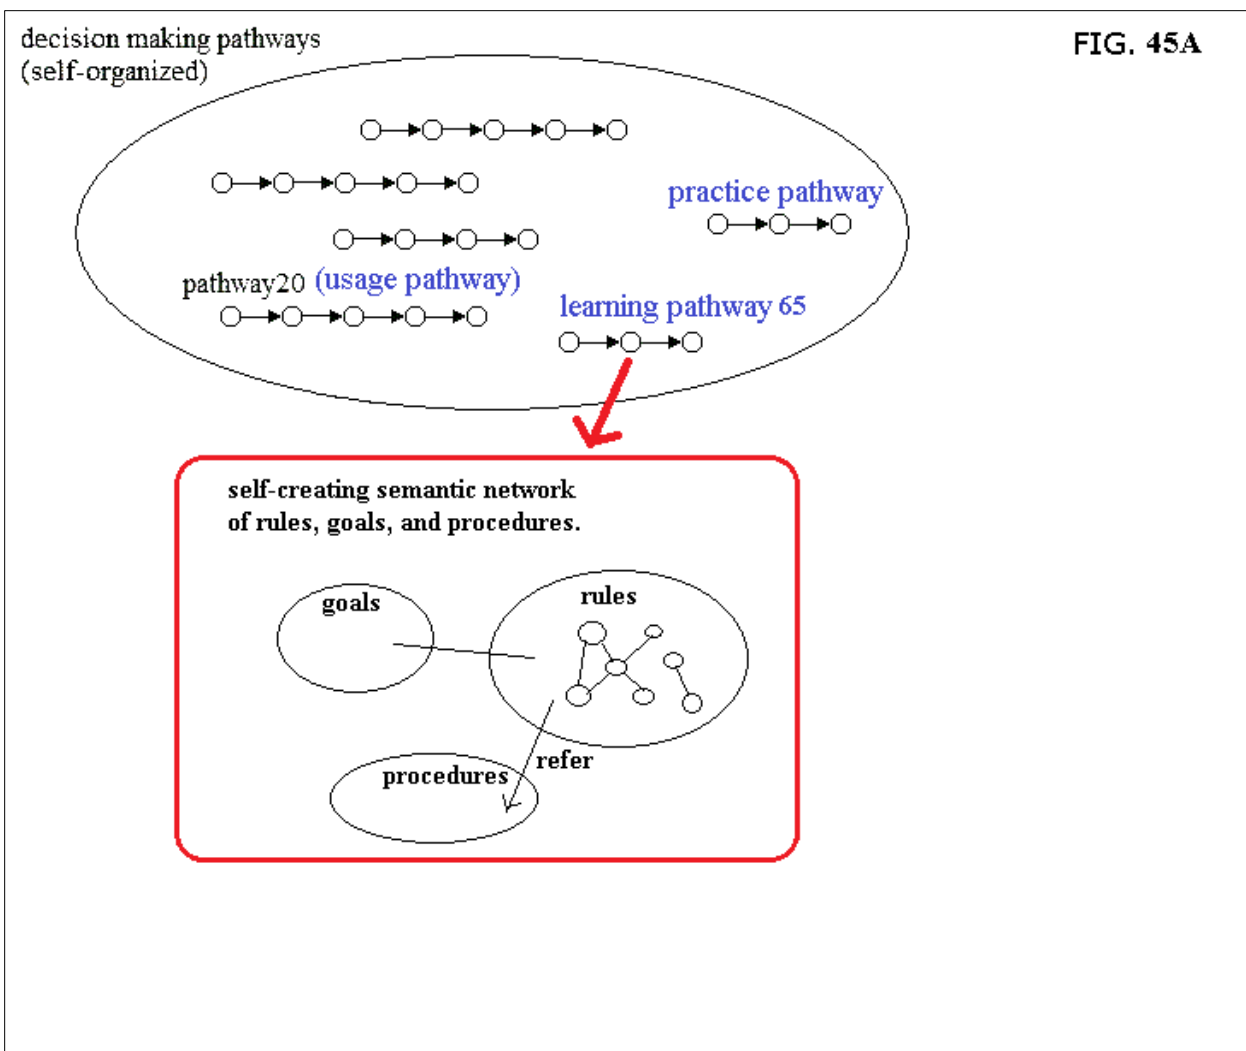 decision making pathways
(self-organized)
FIG. 45A
practice pathway
pathway20 (usage pathway)
learning pathway 65
self-creating semantic network
of rules, goals, and procedures.
goals
rules
refer
procedures